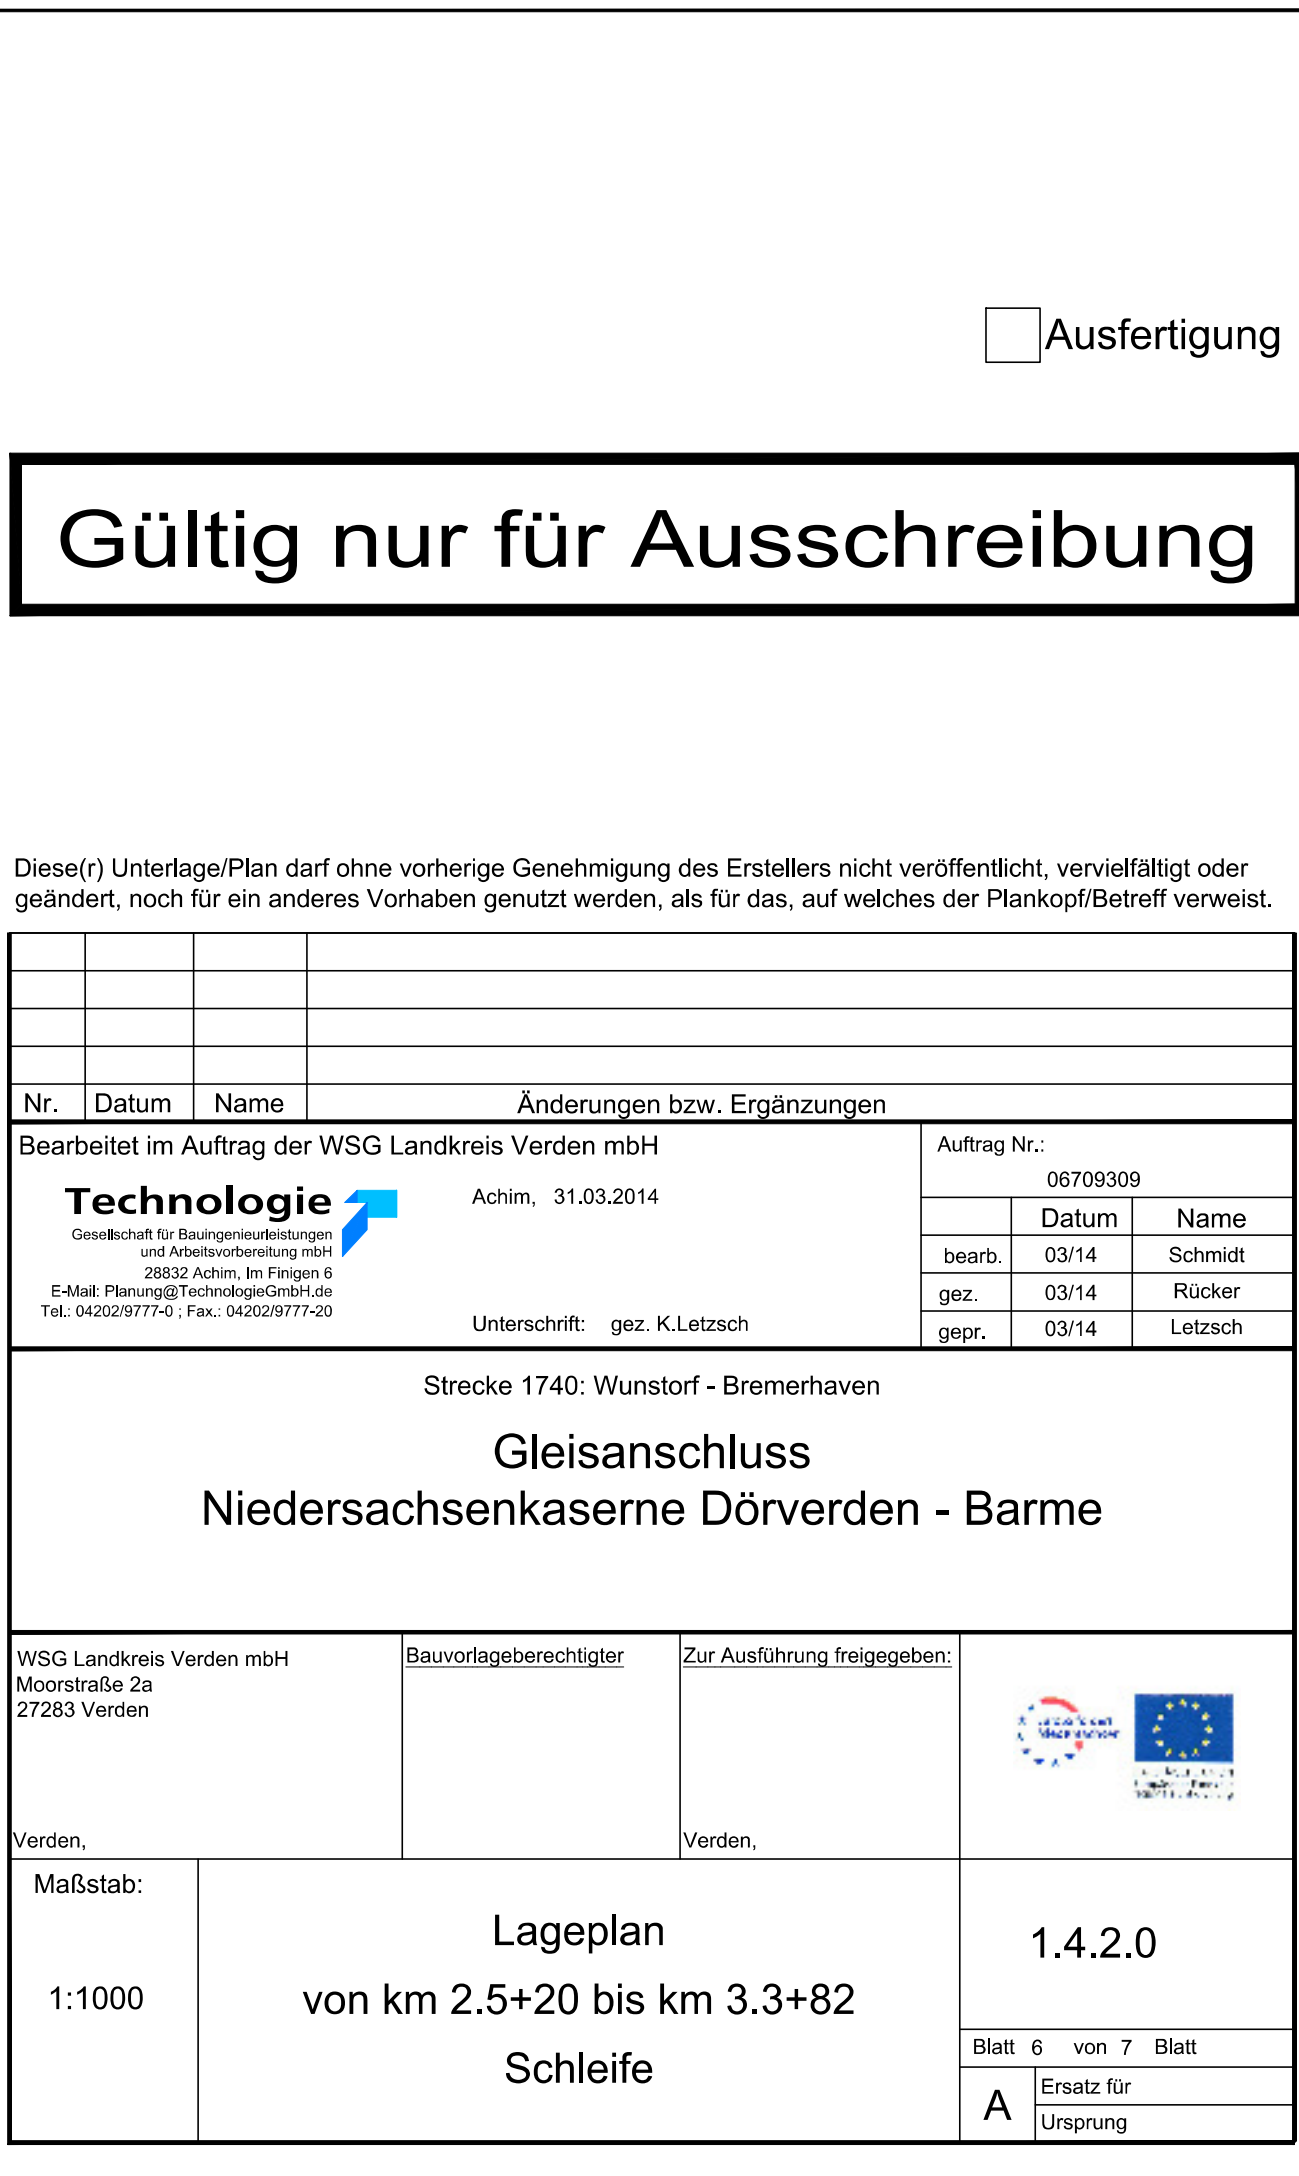 Ausfertigung
Gültig nur für Ausschreibung
Diese(r) Unterlage/Plan darf ohne vorherige Genehmigung des Erstellers nicht veröffentlicht, vervielfältigt oder
geändert, noch für ein anderes Vorhaben genutzt werden, als für das, auf welches der Plankopf/Betreff verweist.
Nr. Datum Name Änderungen bzw. Ergänzungen
Bearbeitet im Auftrag der WSG Landkreis Verden mbH
Technologie
Gesellschaft für Bauingenieurleistungen
und Arbeitsvorbereitung mbH
28832 Achim, Im Finigen 6
E-Mail: Planung@TechnologieGmbH.de
Tel.: 04202/9777-0 ; Fax.: 04202/9777-20
Achim, 31.03.2014
Unterschrift: gez. K.Letzsch
Auftrag Nr.:
06709309
Datum Name
bearb. 03/14 Schmidt
gez. 03/14 Rücker
gepr. 03/14 Letzsch
Strecke 1740: Wunstorf - Bremerhaven
Gleisanschluss
Niedersachsenkaserne Dörverden - Barme
WSG Landkreis Verden mbH
Moorstraße 2a
27283 Verden
Verden,
Bauvorlageberechtigter
Zur Ausführung freigegeben:
Verden,
Maßstab:
1:1000
Lageplan
von km 2.5+20 bis km 3.3+82
Schleife
1.4.2.0
Blatt 6 von 7 Blatt
A
Ersatz für
Ursprung